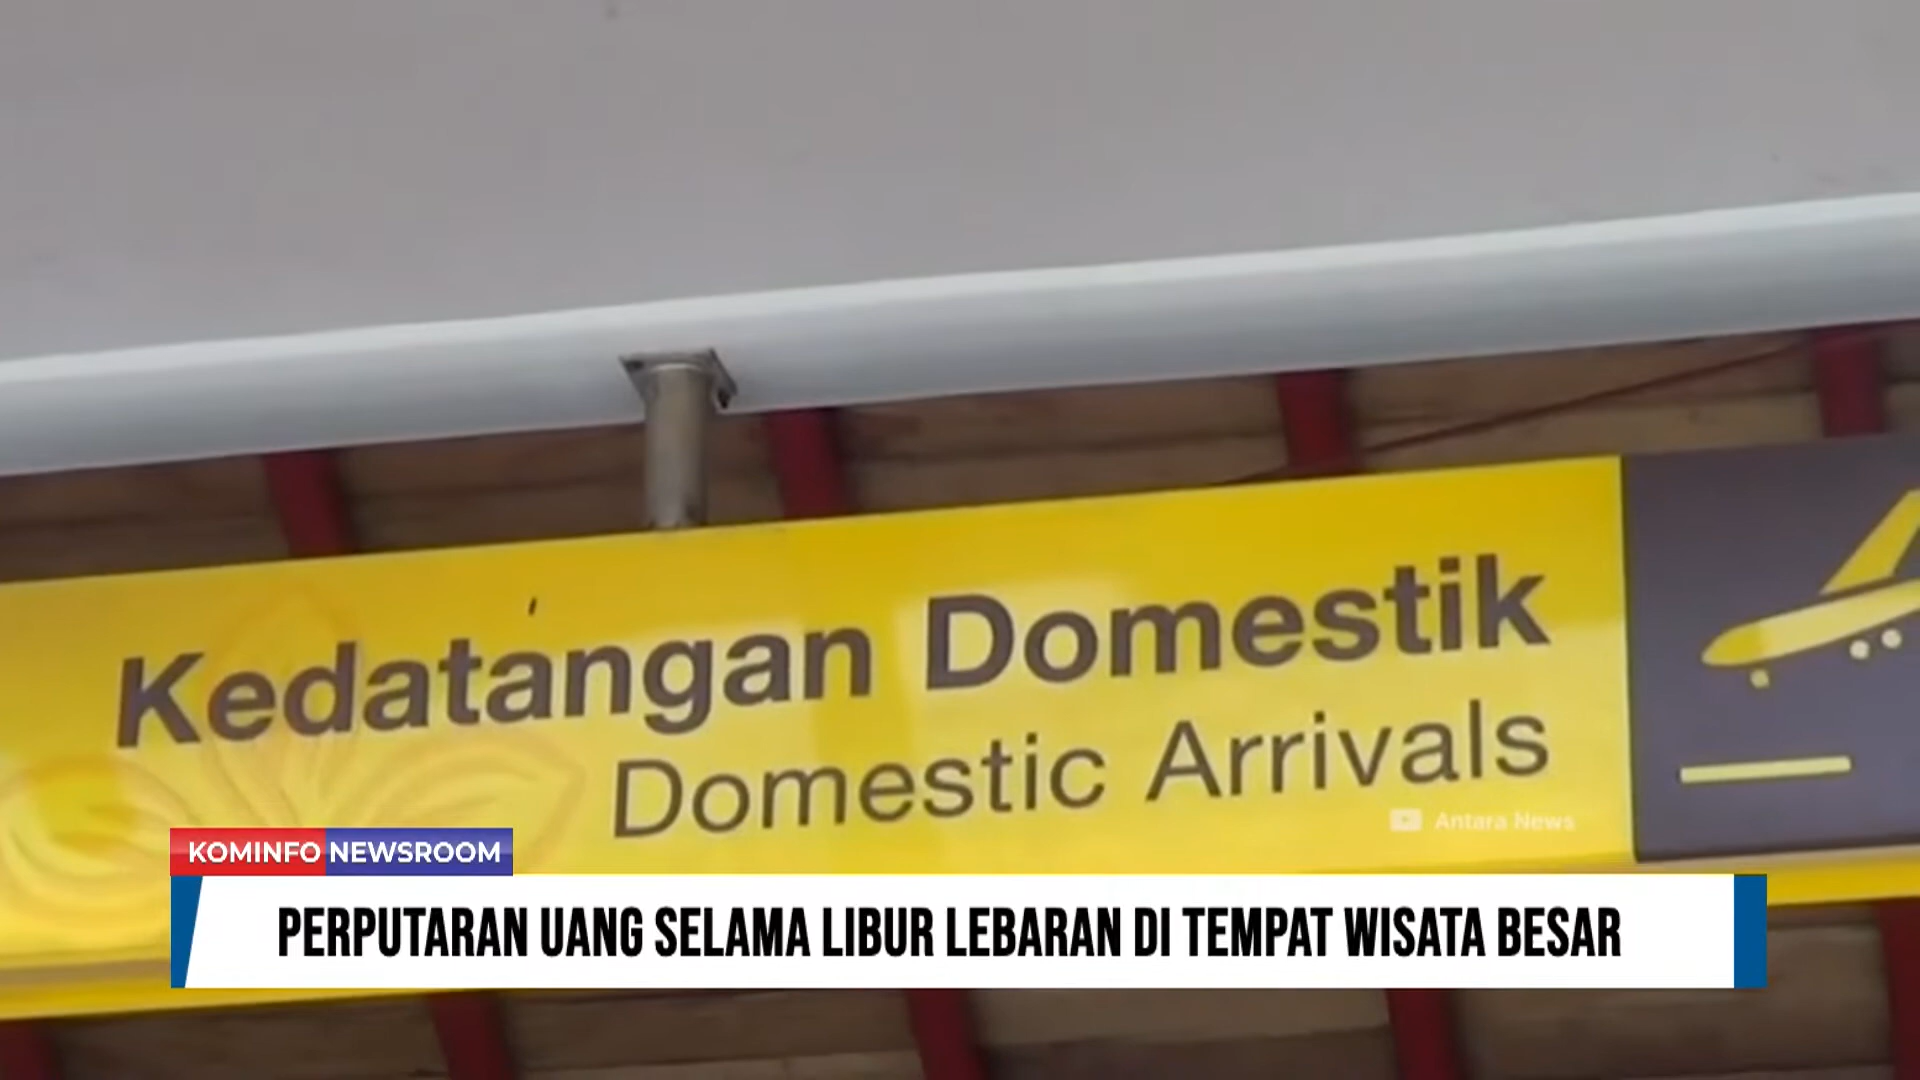 Kedatangan Domestik
Domestic Arrivals
Antara News
KOMINFO NEWSROOM
PERPUTARAN UANG SELAMA LIBUR LEBARAN DI TEMPAT WISATA BESAR